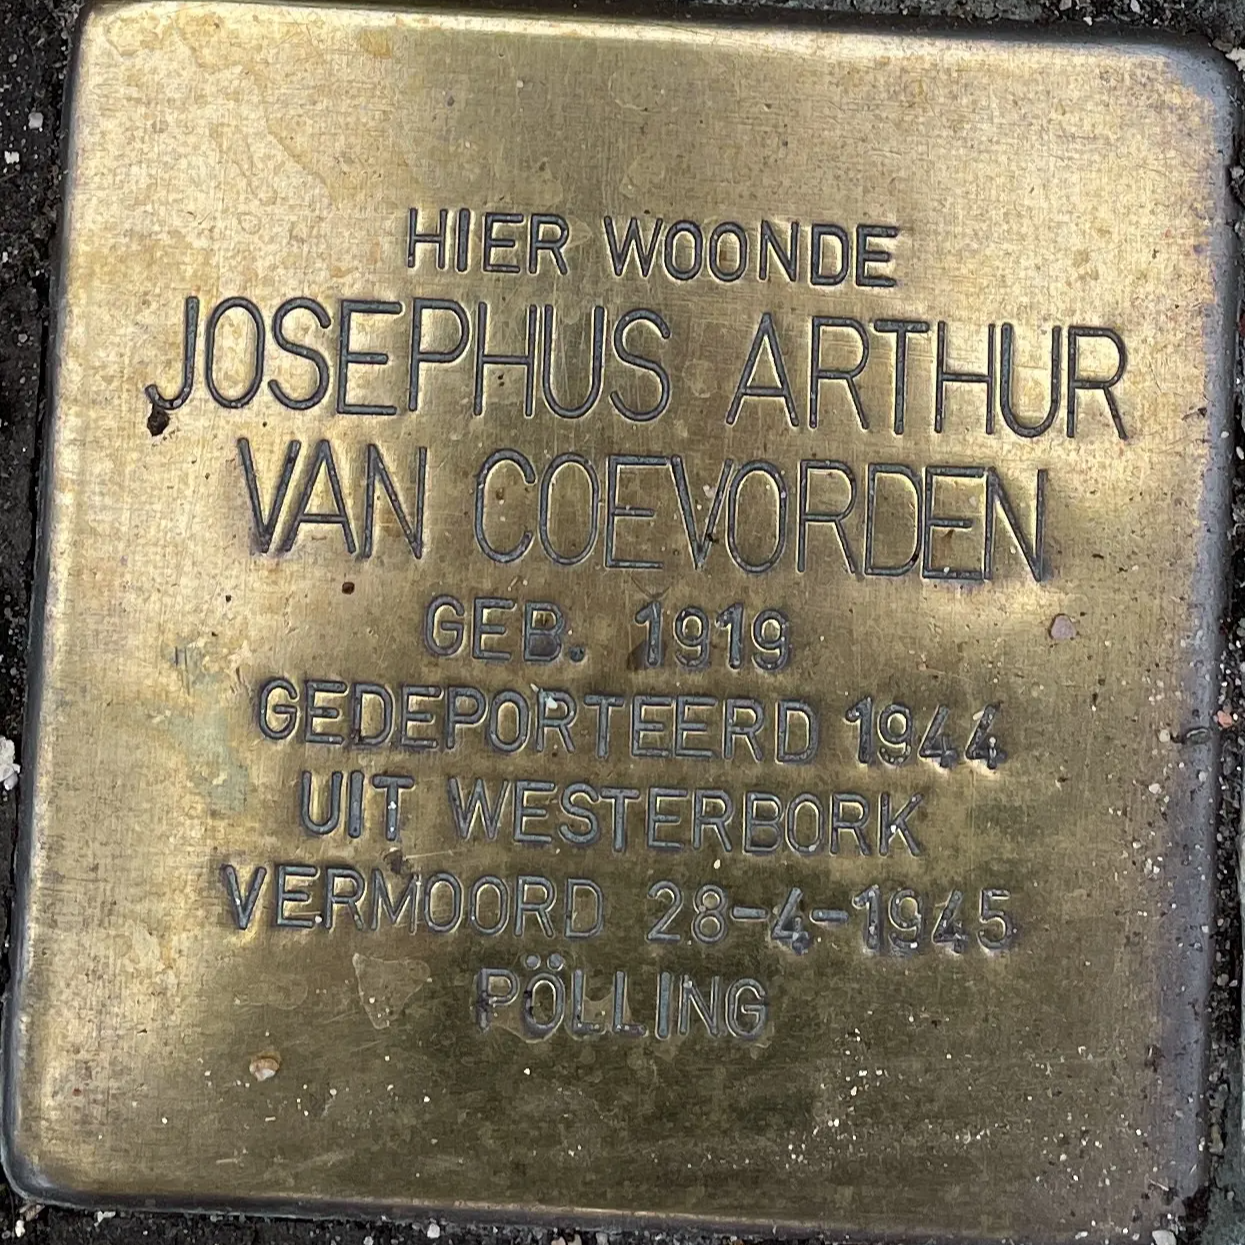 HIER WOONDE
JOSEPHUS ARTHUR
VAN COEVORDEN
GEB. 1919
GEDEPORTEERD 1944
UIT WESTERBORK
VERMOORD 28-4-1945
PÖLLING